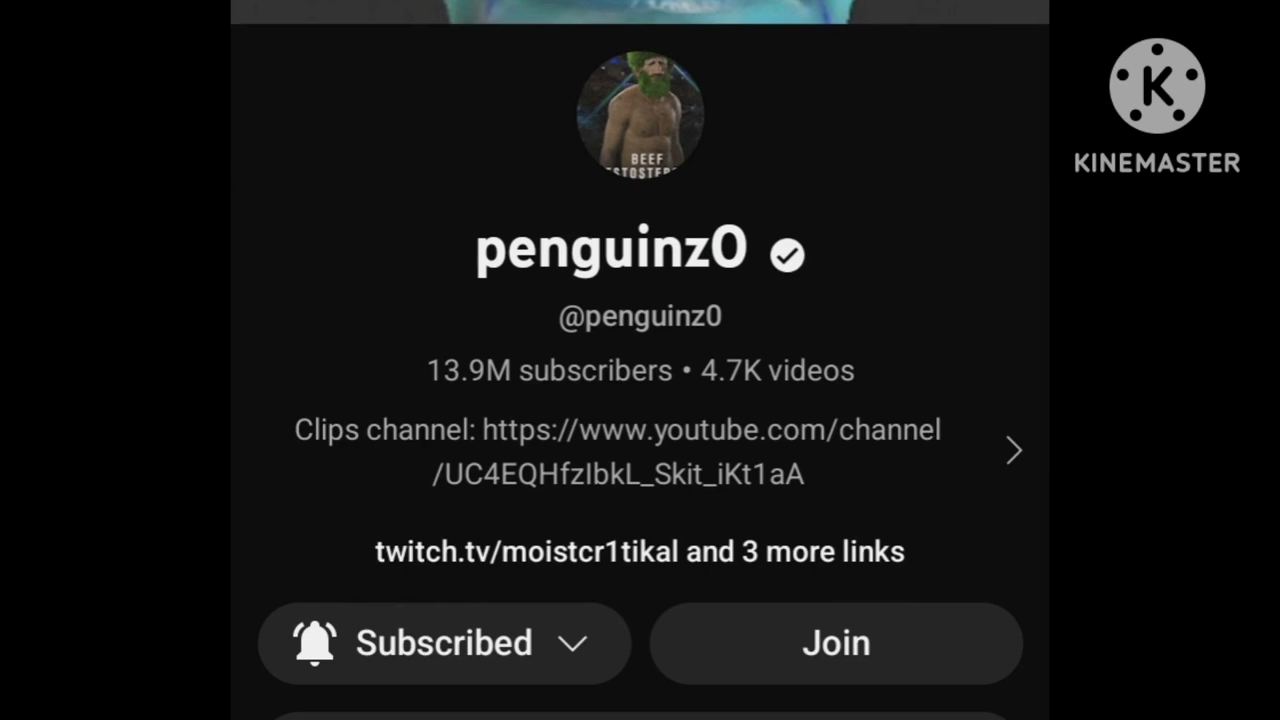 BEEF
penguinz0
@penguinz0
13.9M subscribers • 4.7K videos
Clips channel: https://www.youtube.com/channel
/UC4EQHfzIbkL_Skit_iKt1aA
twitch.tv/moistcr1tikal and 3 more links
Subscribed
Join
K
KINEMASTER